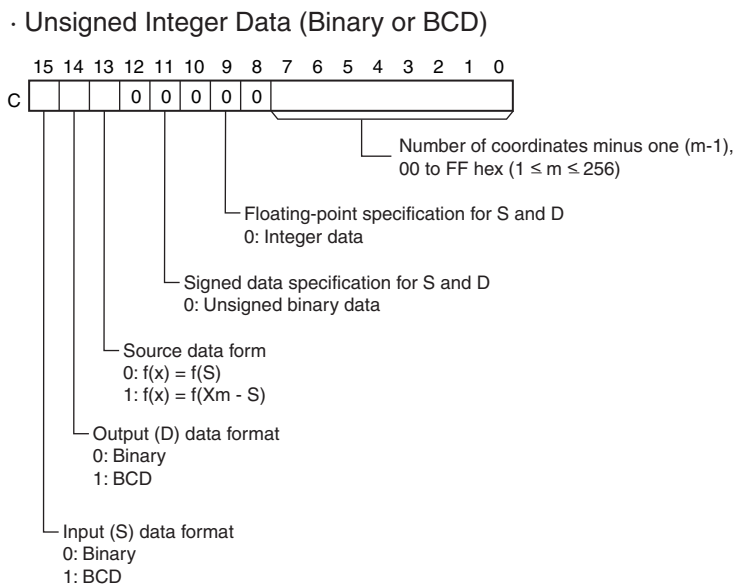 · Unsigned Integer Data (Binary or BCD)
15 14 13 12 11 10 9 8 7 6 5 4 3 2 1 0
C 0 0 0 0 0
Number of coordinates minus one (m-1),
00 to FF hex (1 ≤ m ≤ 256)
Floating-point specification for S and D
0: Integer data
Signed data specification for S and D
0: Unsigned binary data
Source data form
0: f(x) = f(S)
1: f(x) = f(Xm - S)
Output (D) data format
0: Binary
1: BCD
Input (S) data format
0: Binary
1: BCD